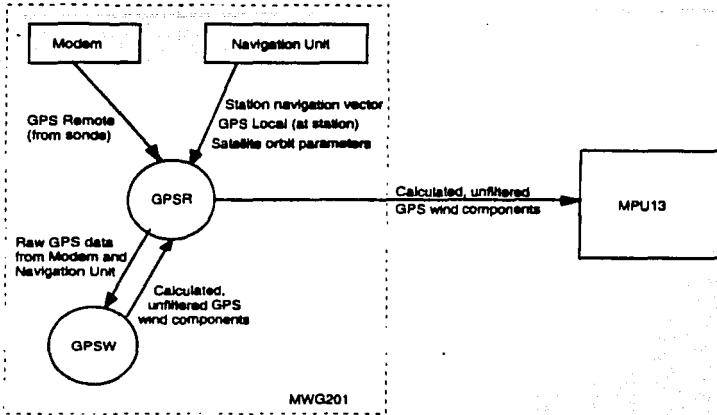 Modem
Navigation Unit
GPS Remote
(from sonde)
Station navigation vector
GPS Local (at station)
Satellite orbit parameters
GPSR
Calculated, unfiltered
GPS wind components
MPU13
Raw GPS data
from Modem and
Navigation Unit
Calculated,
unfiltered GPS
wind components
GPSW
MWG201